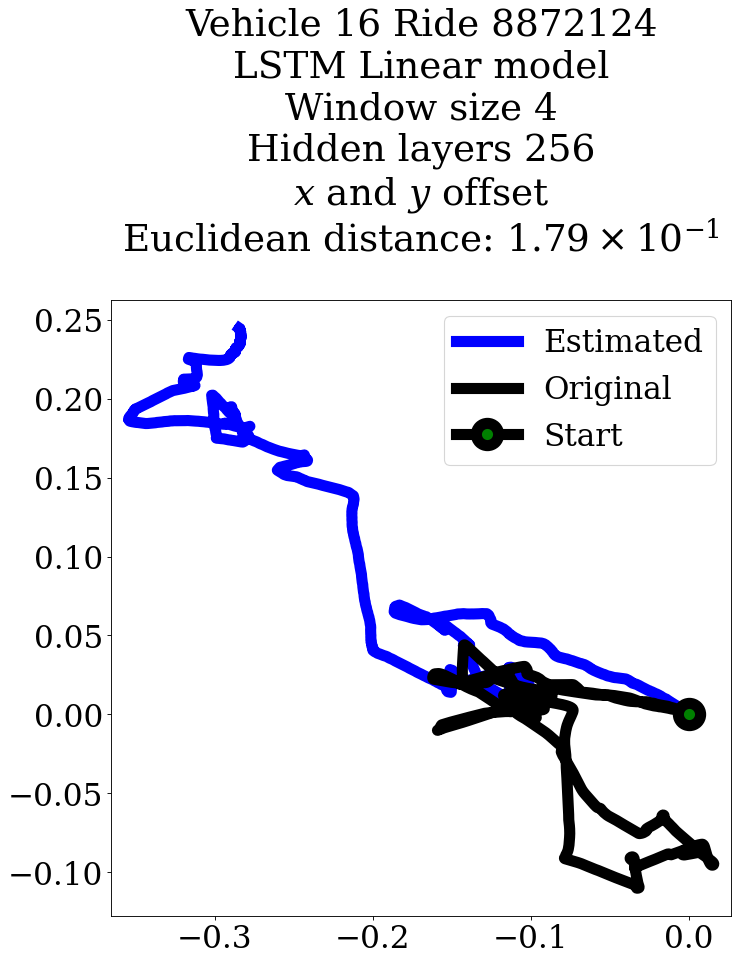 Vehicle 16 Ride 8872124
LSTM Linear model
Window size 4
Hidden layers 256
x and y offset
Euclidean distance: 1.79 × 10⁻¹
Estimated
Original
Start
0.25
0.20
0.15
0.10
0.05
0.00
−0.05
−0.10
−0.3
−0.2
−0.1
0.0